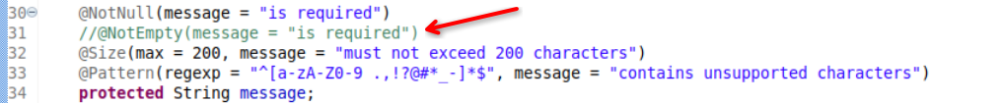 30 @NotNull(message = "is required")
31 //@NotEmpty(message = "is required")
32 @Size(max = 200, message = "must not exceed 200 characters")
33 @Pattern(regexp = "^[a-zA-Z0-9 .,!?@#*_-]*$", message = "contains unsupported characters")
34 protected String message;